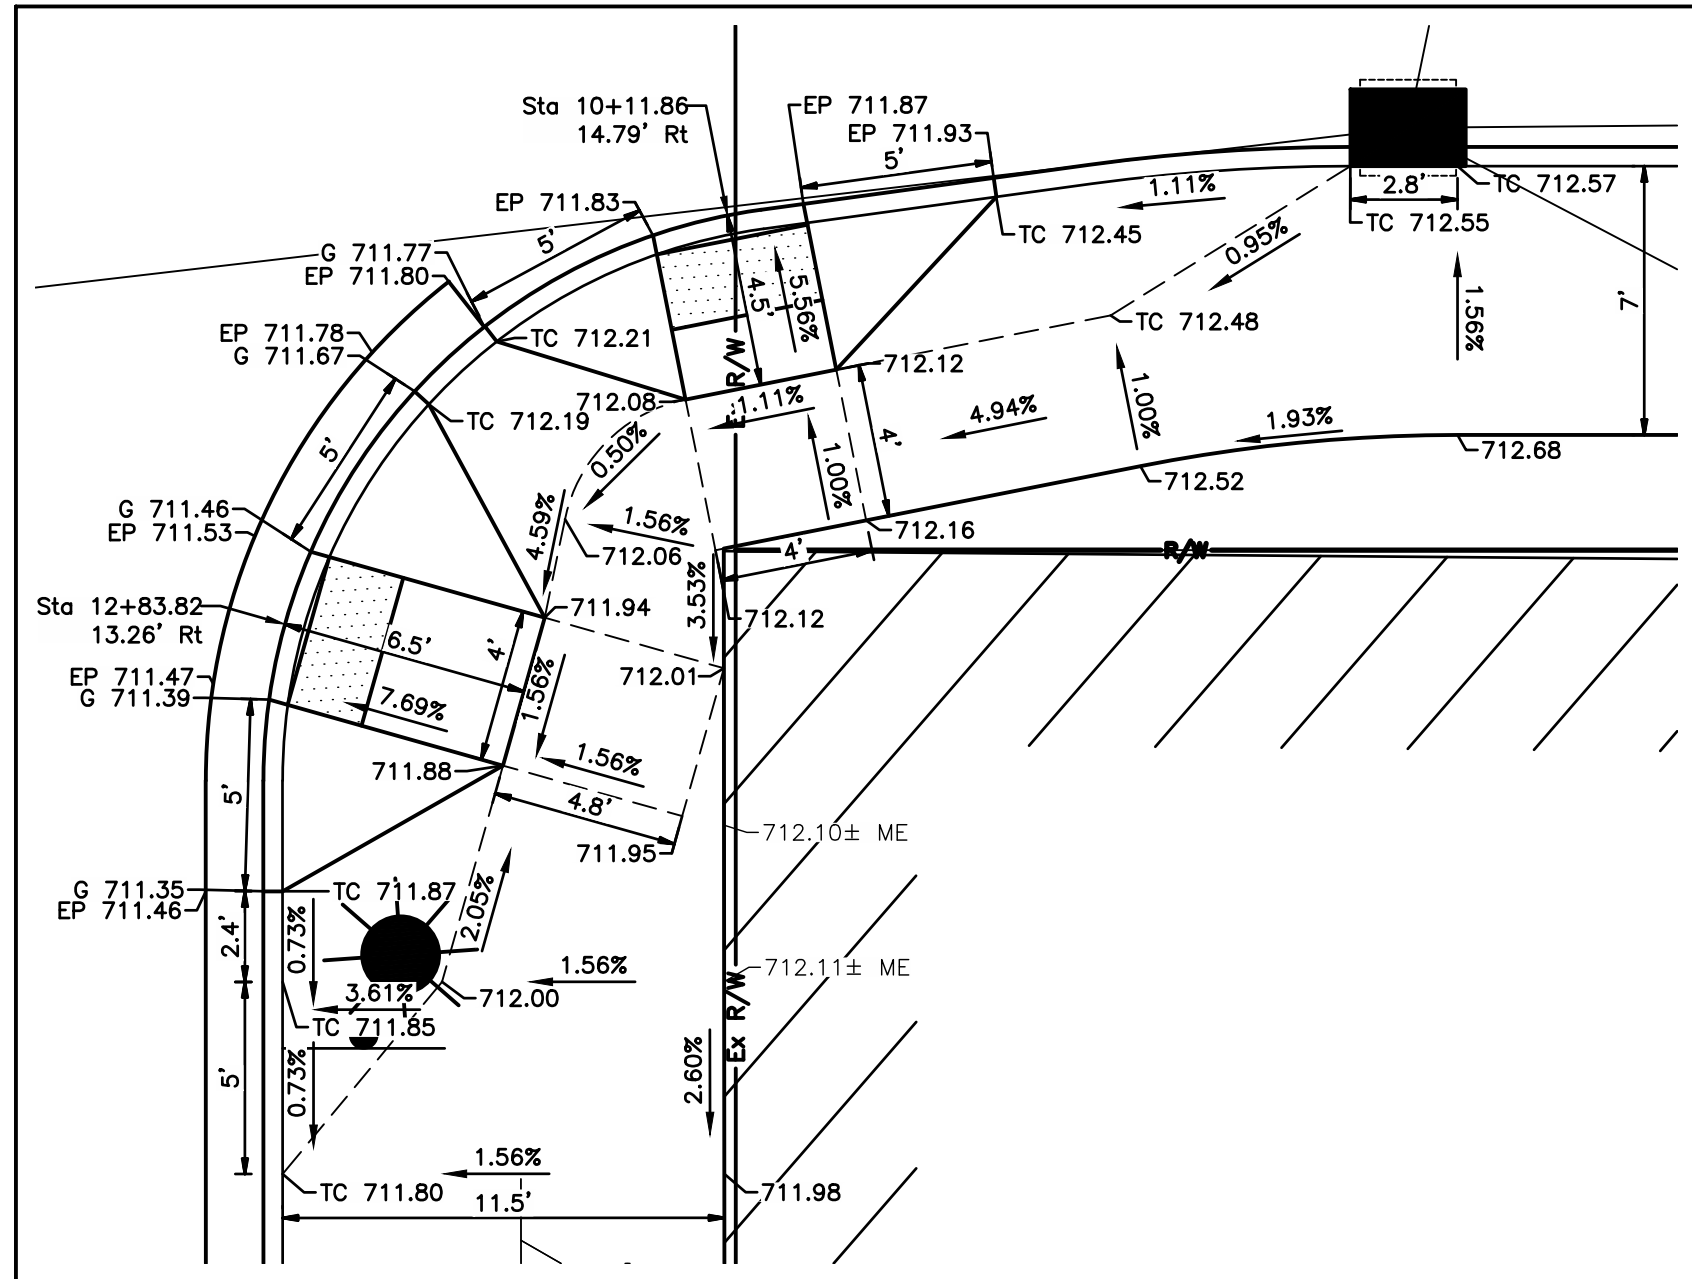 Sta 10+11.86
14.79' Rt
EP 711.87
EP 711.93
5'
1.11%
2.8'
TC 712.57
TC 712.55
EP 711.83
5'
G 711.77
EP 711.80
TC 712.45
0.95%
1.56%
7'
4.5'
5.56%
EP 711.78
G 711.67
TC 712.21
TC 712.48
R/W
712.12
712.08
1.11%
TC 712.19
5'
0.50%
4'
4.94%
1.00%
1.93%
712.68
1.00%
712.52
G 711.46
EP 711.53
4.59%
1.56%
712.16
712.06
4'
R/W
3.53%
Sta 12+83.82
13.26' Rt
711.94
712.12
6.5'
4'
712.01
EP 711.47
G 711.39
7.69%
1.56%
711.88
1.56%
4.8'
5'
712.10± ME
711.95
G 711.35
EP 711.46
TC 711.87
2.05%
2.4'
0.73%
1.56%
712.11± ME
3.61%
712.00
TC 711.85
Ex R/W
5'
0.73%
2.60%
1.56%
TC 711.80
11.5'
711.98